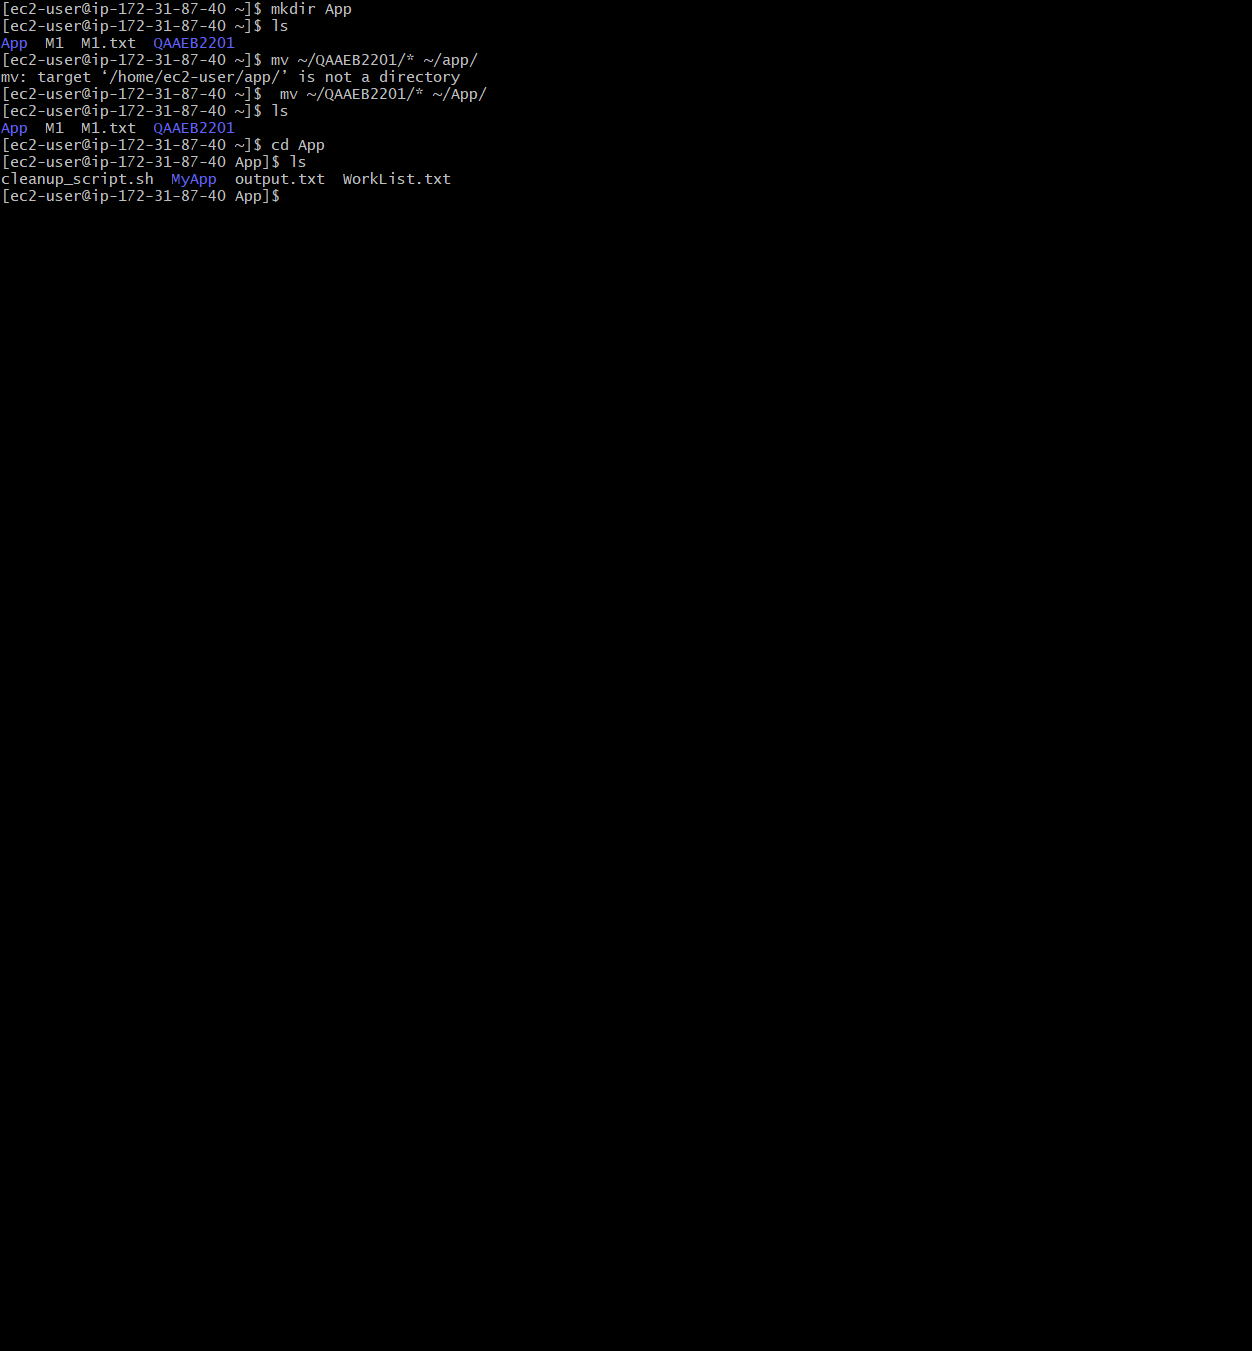 [ec2-user@ip-172-31-87-40 ~]$ mkdir App
[ec2-user@ip-172-31-87-40 ~]$ ls
App  M1  M1.txt  QAAEB2201
[ec2-user@ip-172-31-87-40 ~]$ mv ~/QAAEB2201/* ~/app/
mv: target ‘/home/ec2-user/app/’ is not a directory
[ec2-user@ip-172-31-87-40 ~]$  mv ~/QAAEB2201/* ~/App/
[ec2-user@ip-172-31-87-40 ~]$ ls
App  M1  M1.txt  QAAEB2201
[ec2-user@ip-172-31-87-40 ~]$ cd App
[ec2-user@ip-172-31-87-40 App]$ ls
cleanup_script.sh  MyApp  output.txt  WorkList.txt
[ec2-user@ip-172-31-87-40 App]$